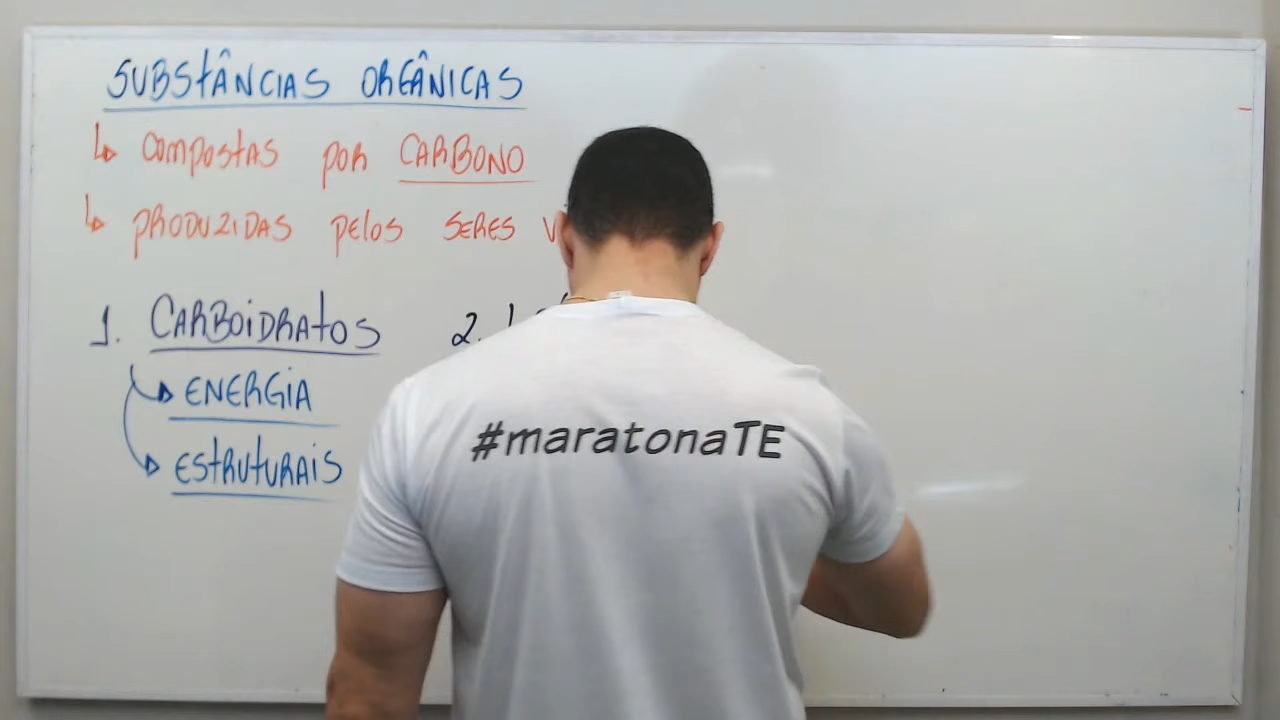 SUBSTÂNCIAS ORGÂNICAS
↳ COMPOSTAS POR CARBONO
↳ PRODUZIDAS PELOS SERES V
1. CARBOIDRATOS
2. L
ENERGIA
ESTRUTURAIS
#maratonaTE